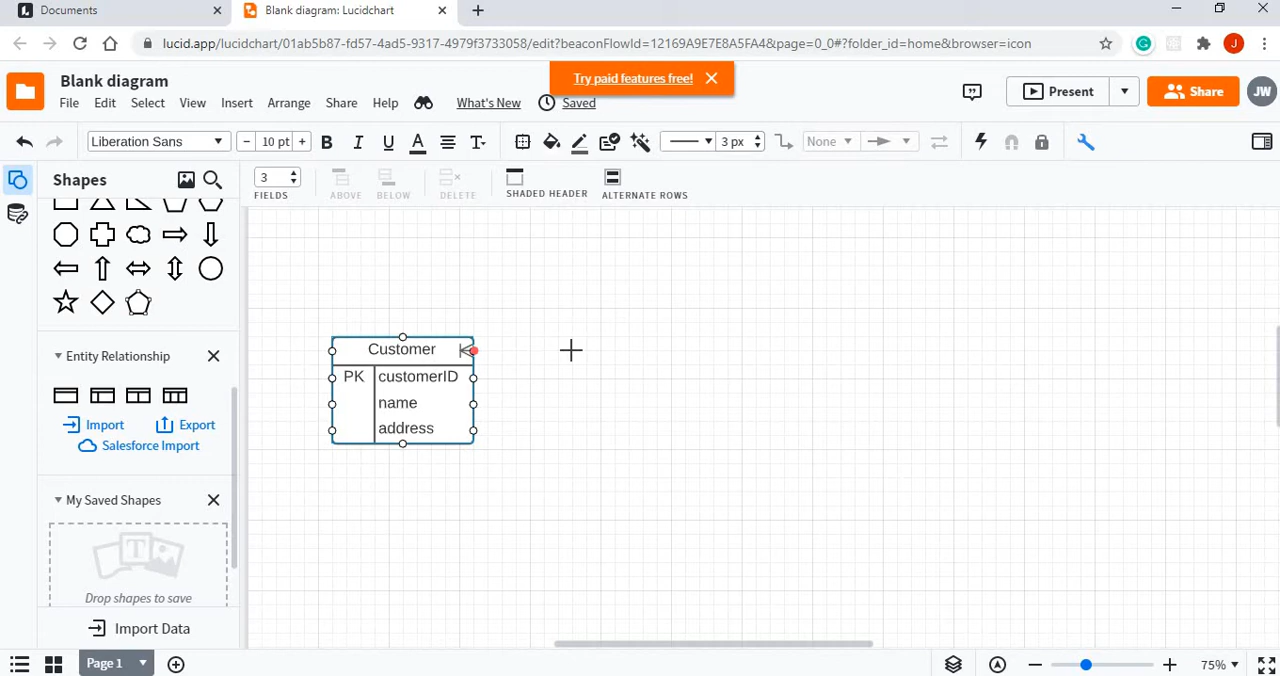 Documents
Blank diagram: Lucidchart
lucid.app/lucidchart/01ab5b87-fd57-4ad5-9317-4979f3733058/edit?beaconFlowId=12169A9E7E8A5FA4&page=0_0#?folder_id=home&browser=icon
J
Blank diagram
Try paid features free!
File Edit Select View Insert Arrange Share Help What's New Saved
Present Share JW
Liberation Sans 10 pt B I U A T 3 px None
Shapes
3
FIELDS ABOVE BELOW DELETE SHADED HEADER ALTERNATE ROWS
Customer
PK customerID
name
address
Entity Relationship
Import Export
Salesforce Import
My Saved Shapes
T
Drop shapes to save
Import Data
Page 1
75%